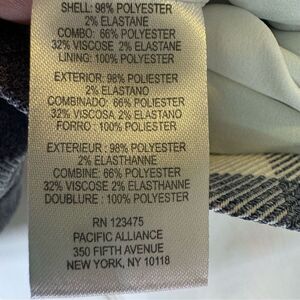 SHELL: 98% POLYESTER
2% ELASTANE
COMBO: 66% POLYESTER
32% VISCOSE 2% ELASTANE
LINING: 100% POLYESTER
EXTERIOR: 98% POLIESTER
2% ELASTANO
COMBINADO: 66% POLIESTER
32% VISCOSA 2% ELASTANO
FORRO : 100% POLIESTER
EXTERIEUR : 98% POLYESTER
2% ELASTHANNE
COMBINE: 66% POLYESTER
32% VISCOSE 2% ELASTHANNE
DOUBLURE : 100% POLYESTER
RN 123475
PACIFIC ALLIANCE
350 FIFTH AVENUE
NEW YORK, NY 10118